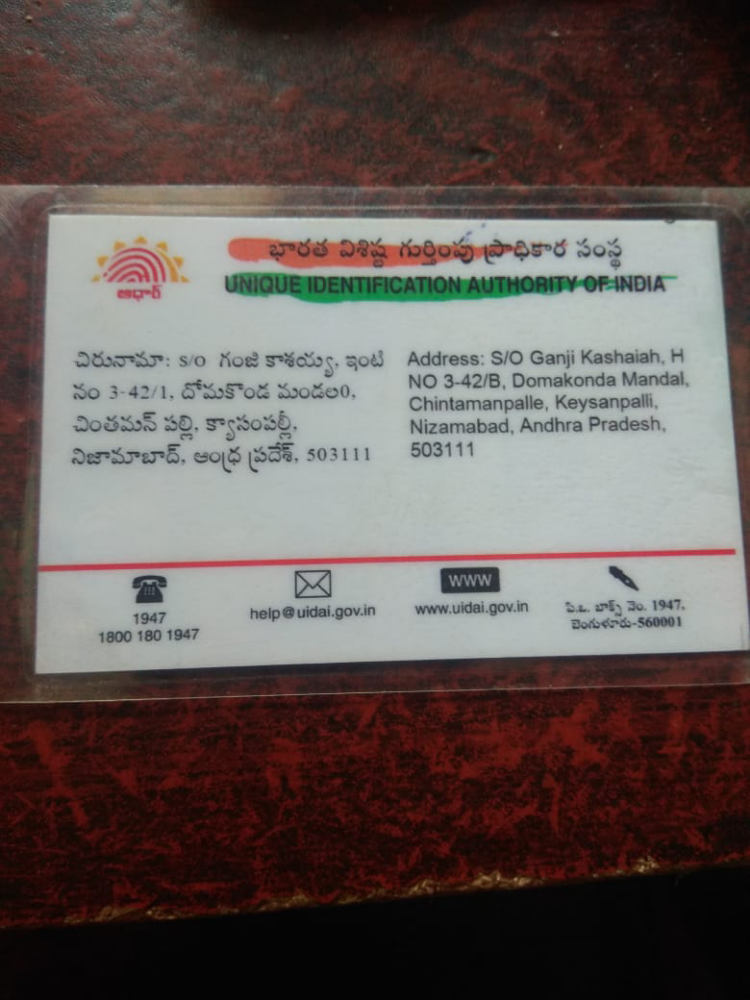 భారత విశిష్ట గుర్తింపు ప్రాధికార సంస్థ
UNIQUE IDENTIFICATION AUTHORITY OF INDIA
ఆధార్
చిరునామా: S/O గంజి కాశయ్య, ఇంటి
నం 3-42/1, దోమకొండ మండలం,
చింతమన్ పల్లి, క్యాసంపల్లీ,
నిజామాబాద్, ఆంధ్ర ప్రదేశ్, 503111
Address: S/O Ganji Kashaiah, H
NO 3-42/B, Domakonda Mandal,
Chintamanpalle, Keysanpalli,
Nizamabad, Andhra Pradesh,
503111
1947
1800 180 1947
help@uidai.gov.in
WWW
www.uidai.gov.in
పి.ఒ. బాక్స్ నెం. 1947,
బెంగుళూరు-560001